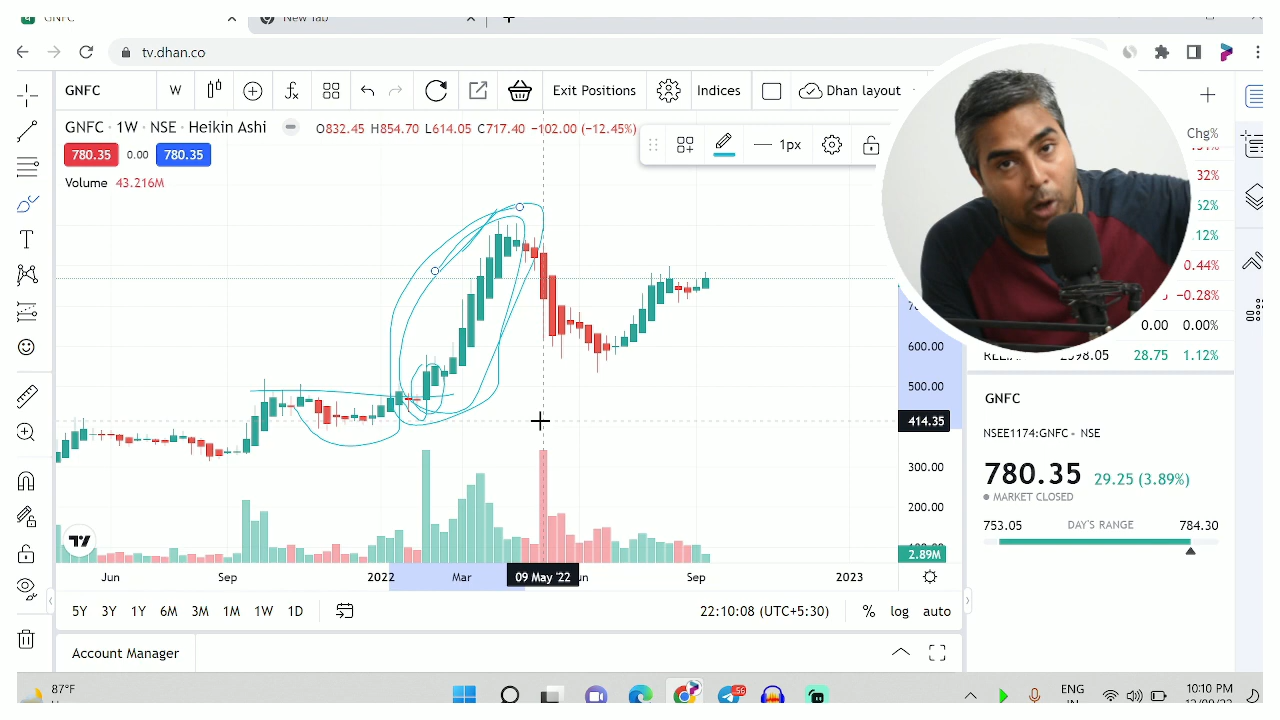 GNFC
New Tab
tv.dhan.co
GNFC W Exit Positions Indices Dhan layout
GNFC · 1W · NSE · Heikin Ashi O832.45 H854.70 L614.05 C717.40 -102.00 (-12.45%)
1px
Chg%
780.35 0.00 780.35
Volume 43.216M
0.44%
-0.28%
0.00 0.00%
2598.05 28.75 1.12%
600.00
500.00
414.35
300.00
200.00
2.89M
Jun Sep 2022 Mar 09 May '22 Sep 2023
5Y 3Y 1Y 6M 3M 1M 1W 1D 22:10:08 (UTC+5:30) % log auto
Account Manager
GNFC
NSEE1174:GNFC • NSE
780.35 29.25 (3.89%)
MARKET CLOSED
753.05 DAY'S RANGE 784.30
87°F
56
ENG
10:10 PM